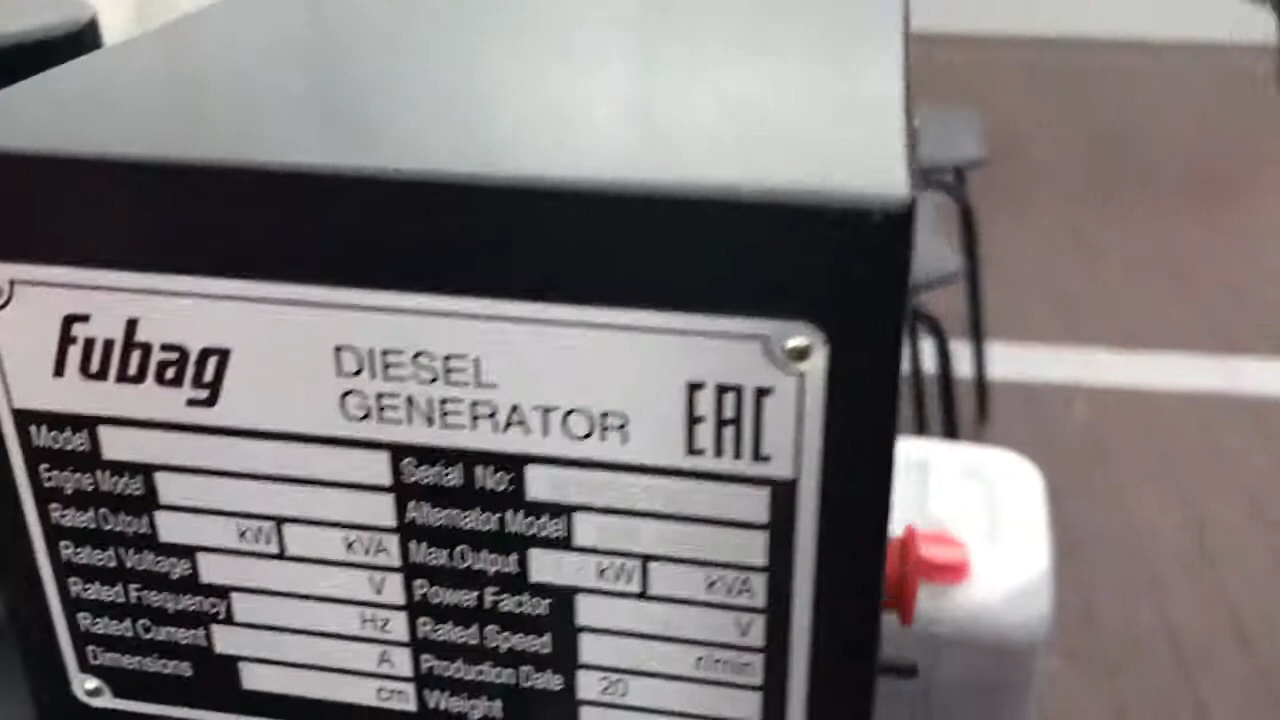 fubag
DIESEL
GENERATOR
EAC
Model
Serial No:
Engine Model
Alternator Model
Rated Output kW kVA
Max.Output kW kVA
Rated Voltage V
Power Factor V
Rated Frequency Hz
Rated Speed r/min
Rated Current A
Production Date 20
Dimensions cm
Weight